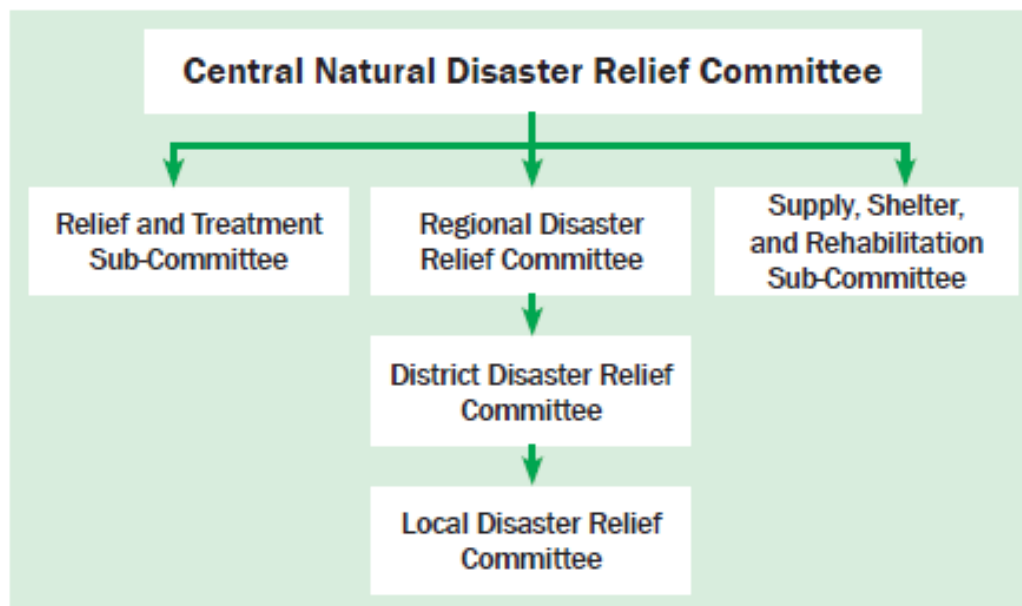 Central Natural Disaster Relief Committee
Relief and Treatment
Sub-Committee
Regional Disaster
Relief Committee
Supply, Shelter,
and Rehabilitation
Sub-Committee
District Disaster Relief
Committee
Local Disaster Relief
Committee